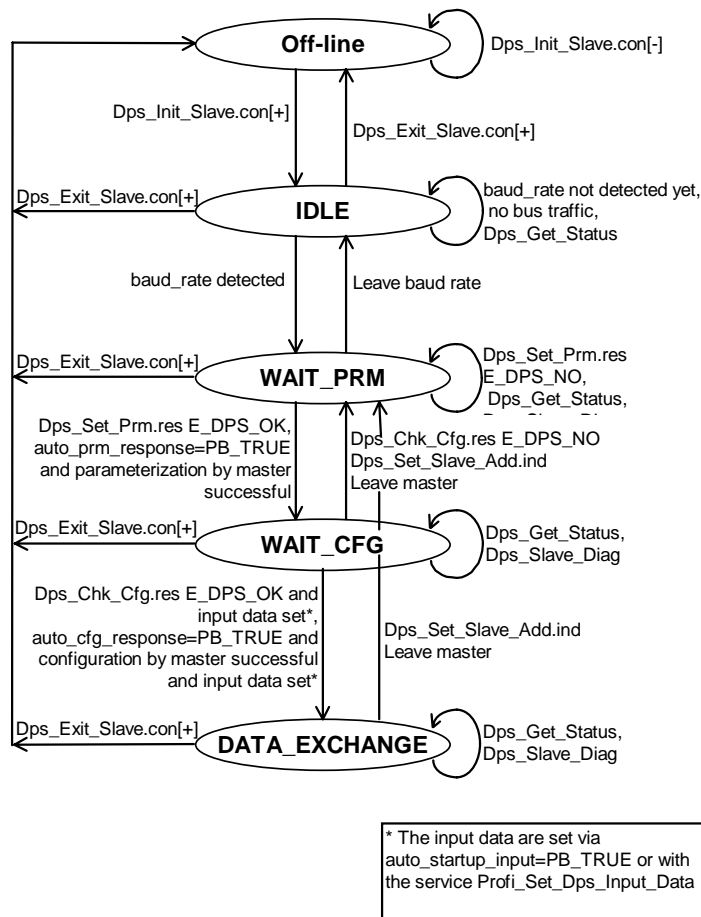 Off-line
Dps_Init_Slave.con[-]
Dps_Init_Slave.con[+]
Dps_Exit_Slave.con[+]
Dps_Exit_Slave.con[+]
IDLE
baud_rate not detected yet,
no bus traffic,
Dps_Get_Status
baud_rate detected
Leave baud rate
Dps_Exit_Slave.con[+]
WAIT_PRM
Dps_Set_Prm.res
E_DPS_NO,
Dps_Get_Status,
Dps_Set_Prm.res E_DPS_OK,
auto_prm_response=PB_TRUE
and parameterization by master
successful
Dps_Chk_Cfg.res E_DPS_NO
Dps_Set_Slave_Add.ind
Leave master
Dps_Exit_Slave.con[+]
WAIT_CFG
Dps_Get_Status,
Dps_Slave_Diag
Dps_Chk_Cfg.res E_DPS_OK and
input data set*,
auto_cfg_response=PB_TRUE and
configuration by master successful
and input data set*
Dps_Set_Slave_Add.ind
Leave master
Dps_Exit_Slave.con[+]
DATA_EXCHANGE
Dps_Get_Status,
Dps_Slave_Diag
* The input data are set via
auto_startup_input=PB_TRUE or with
the service Profi_Set_Dps_Input_Data